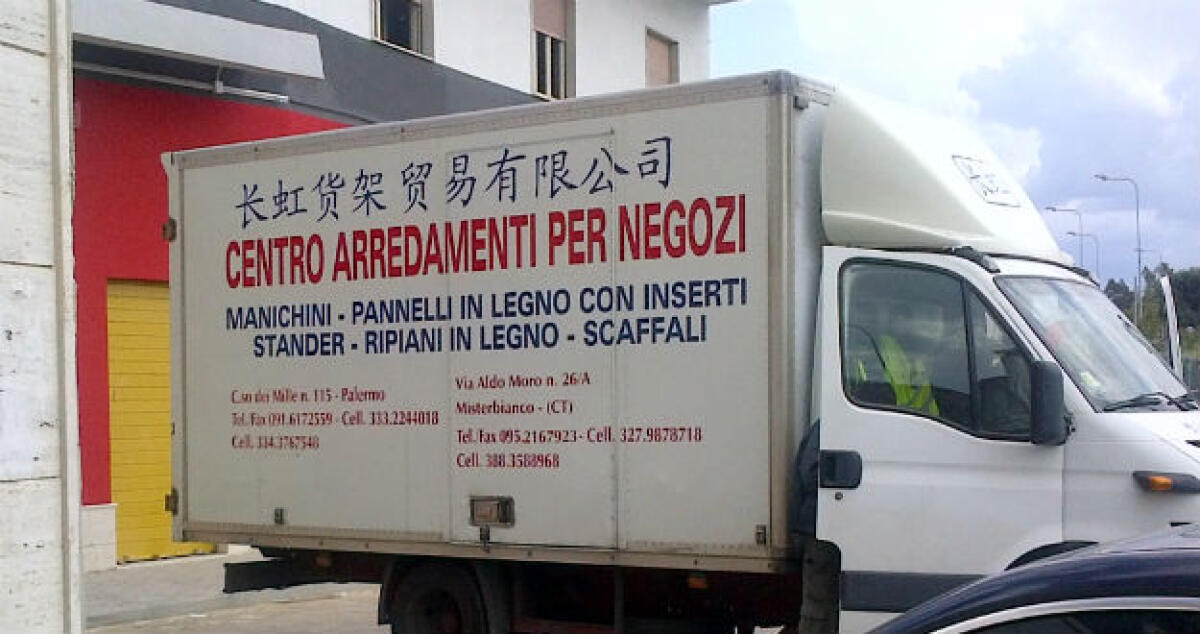 长虹货架贸易有限公司
CENTRO ARREDAMENTI PER NEGOZI
MANICHINI - PANNELLI IN LEGNO CON INSERTI
STANDER - RIPIANI IN LEGNO - SCAFFALI
C.so dei Mille n. 115 - Palermo
Tel./Fax 091.6172559 - Cell. 333.2244018
Cell. 334.3767548
Via Aldo Moro n. 26/A
Misterbianco - (CT)
Tel./Fax 095.2167923 - Cell. 327.9878718
Cell. 388.3588968